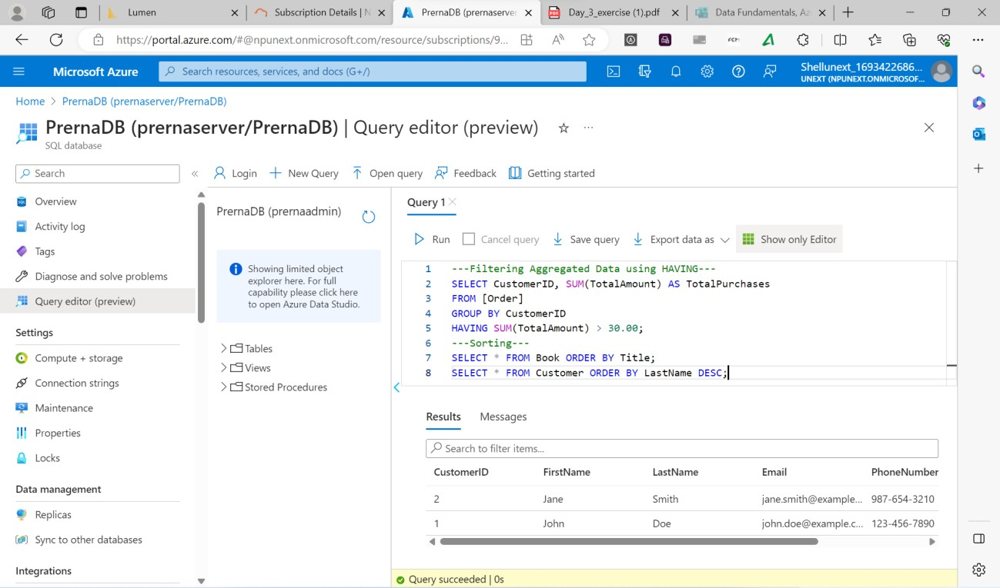 Lumen
Subscription Details | N
PrernaDB (prernaserver
Day_3_exercise (1).pdf
Data Fundamentals, Az
https://portal.azure.com/#@npunext.onmicrosoft.com/resource/subscriptions/9...
Microsoft Azure
Search resources, services, and docs (G+/)
Shellunext_1693422686...
UNEXT (NPUNEXT.ONMICROSOF...
Home > PrernaDB (prernaserver/PrernaDB)
PrernaDB (prernaserver/PrernaDB) | Query editor (preview)
SQL database
Search
Overview
Activity log
Tags
Diagnose and solve problems
Query editor (preview)
Settings
Compute + storage
Connection strings
Maintenance
Properties
Locks
Data management
Replicas
Sync to other databases
Integrations
Login
New Query
Open query
Feedback
Getting started
PrernaDB (prernaadmin)
Showing limited object
explorer here. For full
capability please click here
to open Azure Data Studio.
Tables
Views
Stored Procedures
Query 1
Run
Cancel query
Save query
Export data as
Show only Editor
1 ---Filtering Aggregated Data using HAVING---
2 SELECT CustomerID, SUM(TotalAmount) AS TotalPurchases
3 FROM [Order]
4 GROUP BY CustomerID
5 HAVING SUM(TotalAmount) > 30.00;
6 ---Sorting---
7 SELECT * FROM Book ORDER BY Title;
8 SELECT * FROM Customer ORDER BY LastName DESC;
Results Messages
Search to filter items...
CustomerID FirstName LastName Email PhoneNumber
2 Jane Smith jane.smith@example... 987-654-3210
1 John Doe john.doe@example.c... 123-456-7890
Query succeeded | 0s